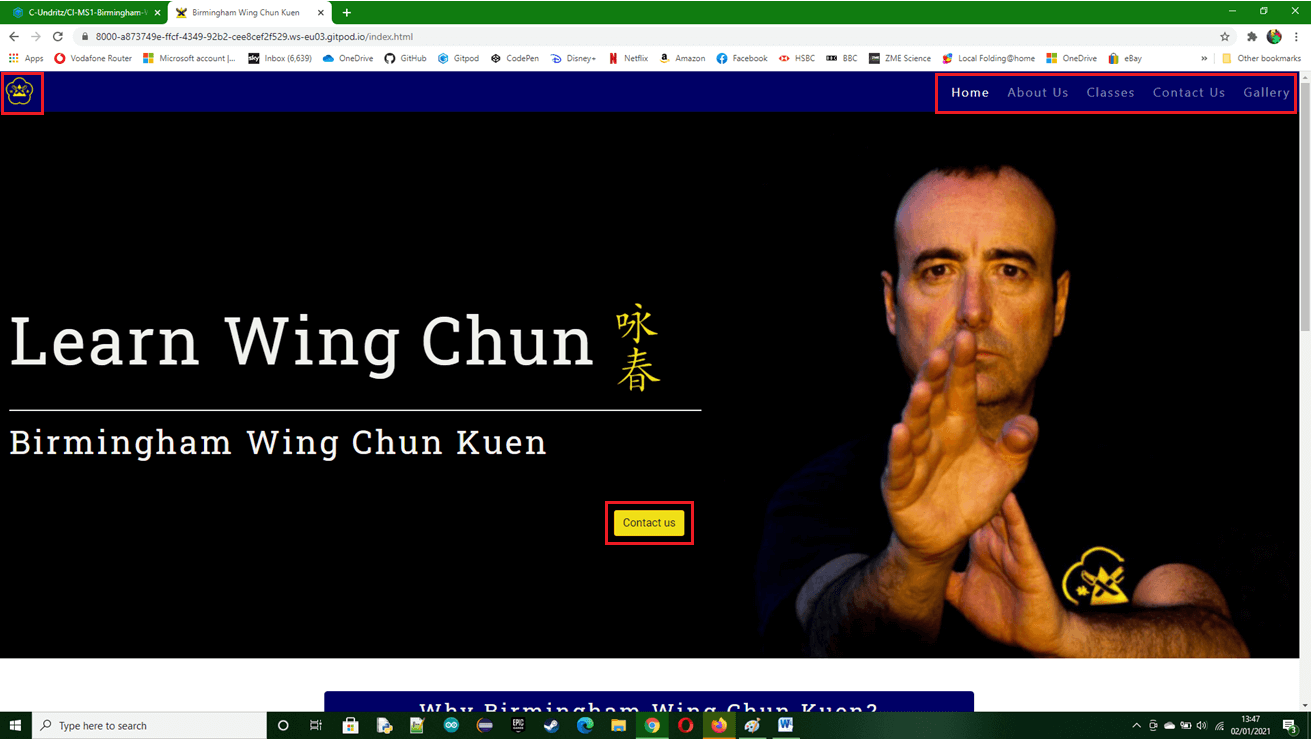 C-Undritz/CI-MS1-Birmingham-W
Birmingham Wing Chun Kuen
8000-a873749e-ffcf-4349-92b2-cee8cef2f529.ws-eu03.gitpod.io/index.html
Apps Vodafone Router Microsoft account |... sky Inbox (6,639) OneDrive GitHub Gitpod CodePen Disney+ Netflix Amazon Facebook HSBC BBC ZME Science Local Folding@home OneDrive eBay » Other bookmarks
Home About Us Classes Contact Us Gallery
Learn Wing Chun 咏春
Birmingham Wing Chun Kuen
Contact us
Why Birmingham Wing Chun Kuen?
Type here to search
EPIC
13:47
02/01/2021
3